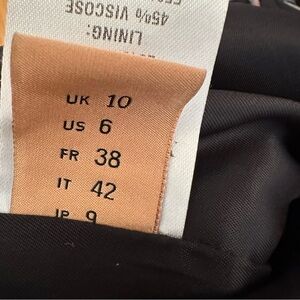 45% VISCOSE
LINING:
UK 10
US 6
FR 38
IT 42
JP 9